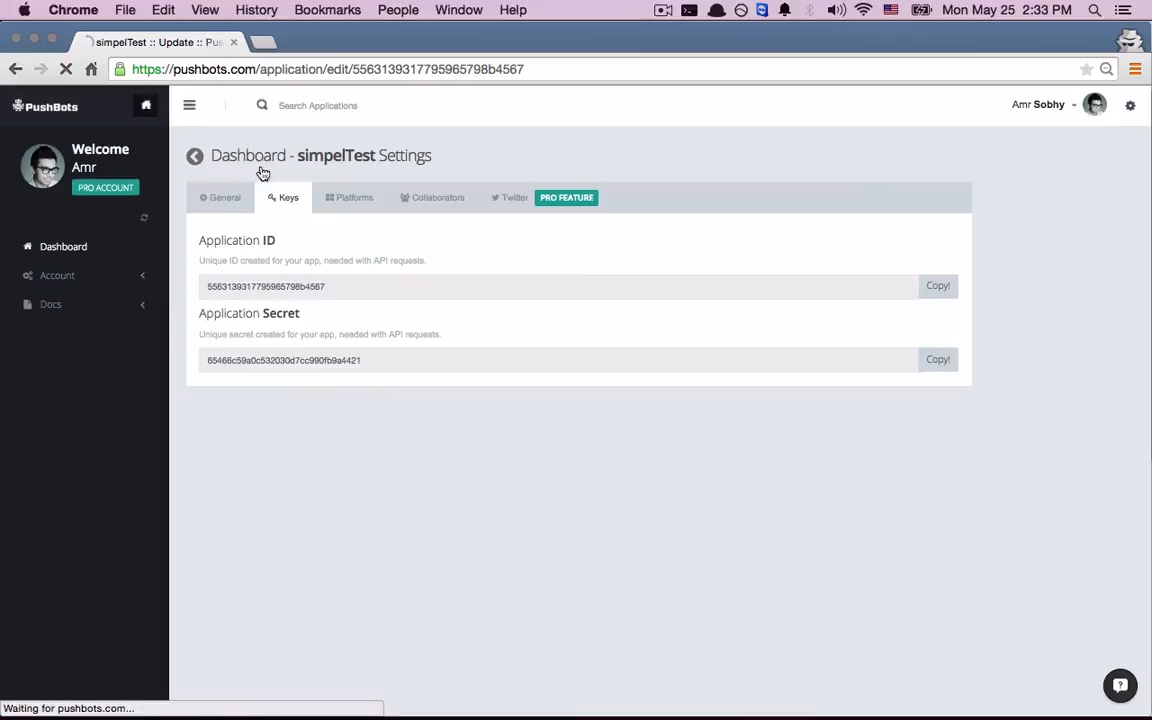 Chrome File Edit View History Bookmarks People Window Help Mon May 25 2:33 PM
simpelTest :: Update :: Pus
https://pushbots.com/application/edit/5563139317795965798b4567
PushBots
Search Applications
Amr Sobhy
Welcome
Amr
PRO ACCOUNT
Dashboard
Account
Docs
Dashboard - simpelTest Settings
General Keys Platforms Collaborators Twitter PRO FEATURE
Application ID
Unique ID created for your app, needed with API requests.
5563139317795965798b4567 Copy!
Application Secret
Unique secret created for your app, needed with API requests.
65466c59a0c532030d7cc990fb9a4421 Copy!
Waiting for pushbots.com...